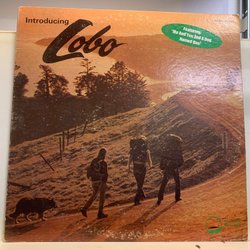 Introducing
Lobo
FEATURING
"Me And You And A Dog
Named Boo"